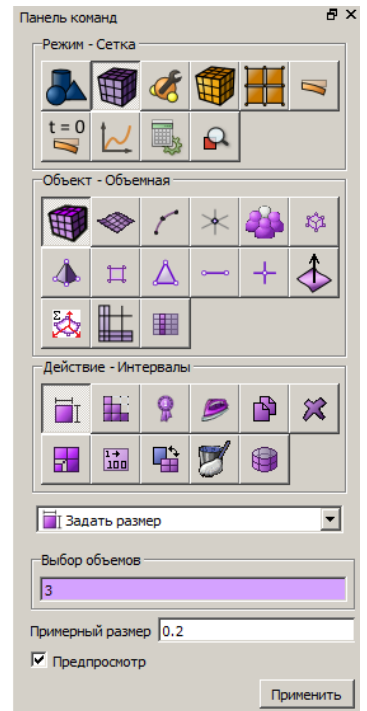 Панель команд
Режим - Сетка
t = 0
Объект - Объемная
Σ
Действие - Интервалы
1→
100
Задать размер
Выбор объемов
3
Примерный размер 0.2
Предпросмотр
Применить